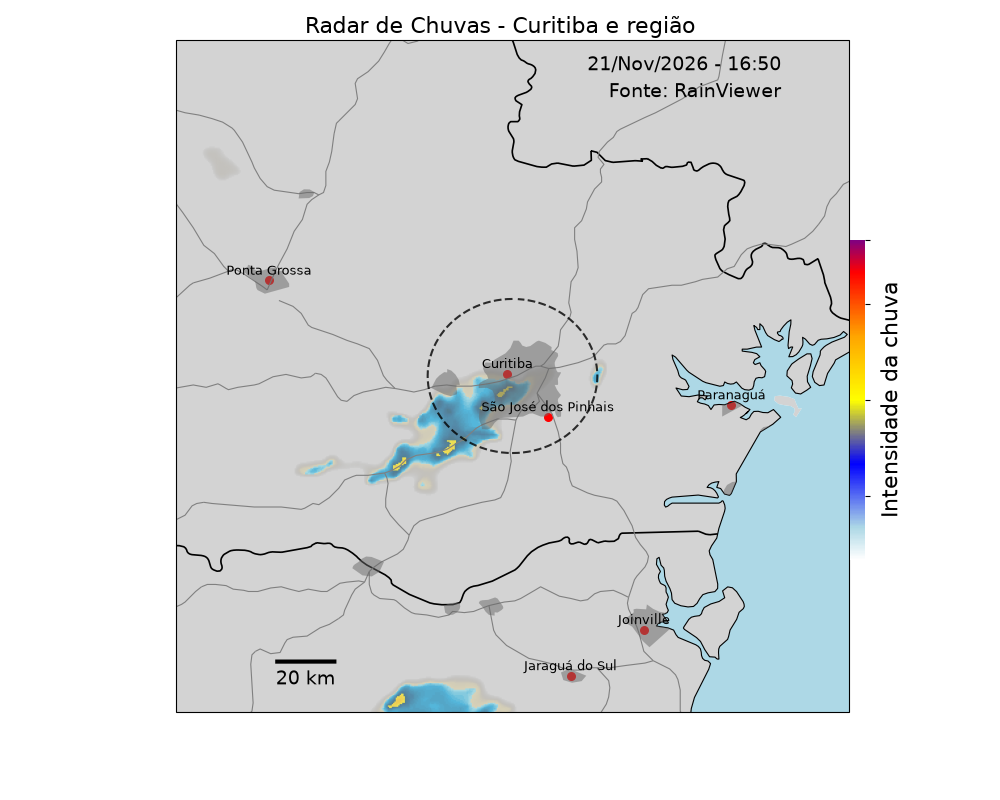 Radar de Chuvas - Curitiba e região
21/Nov/2026 - 16:50
Fonte: RainViewer
Ponta Grossa
Curitiba
São José dos Pinhais
Paranaguá
Intensidade da chuva
Joinville
Jaraguá do Sul
20 km